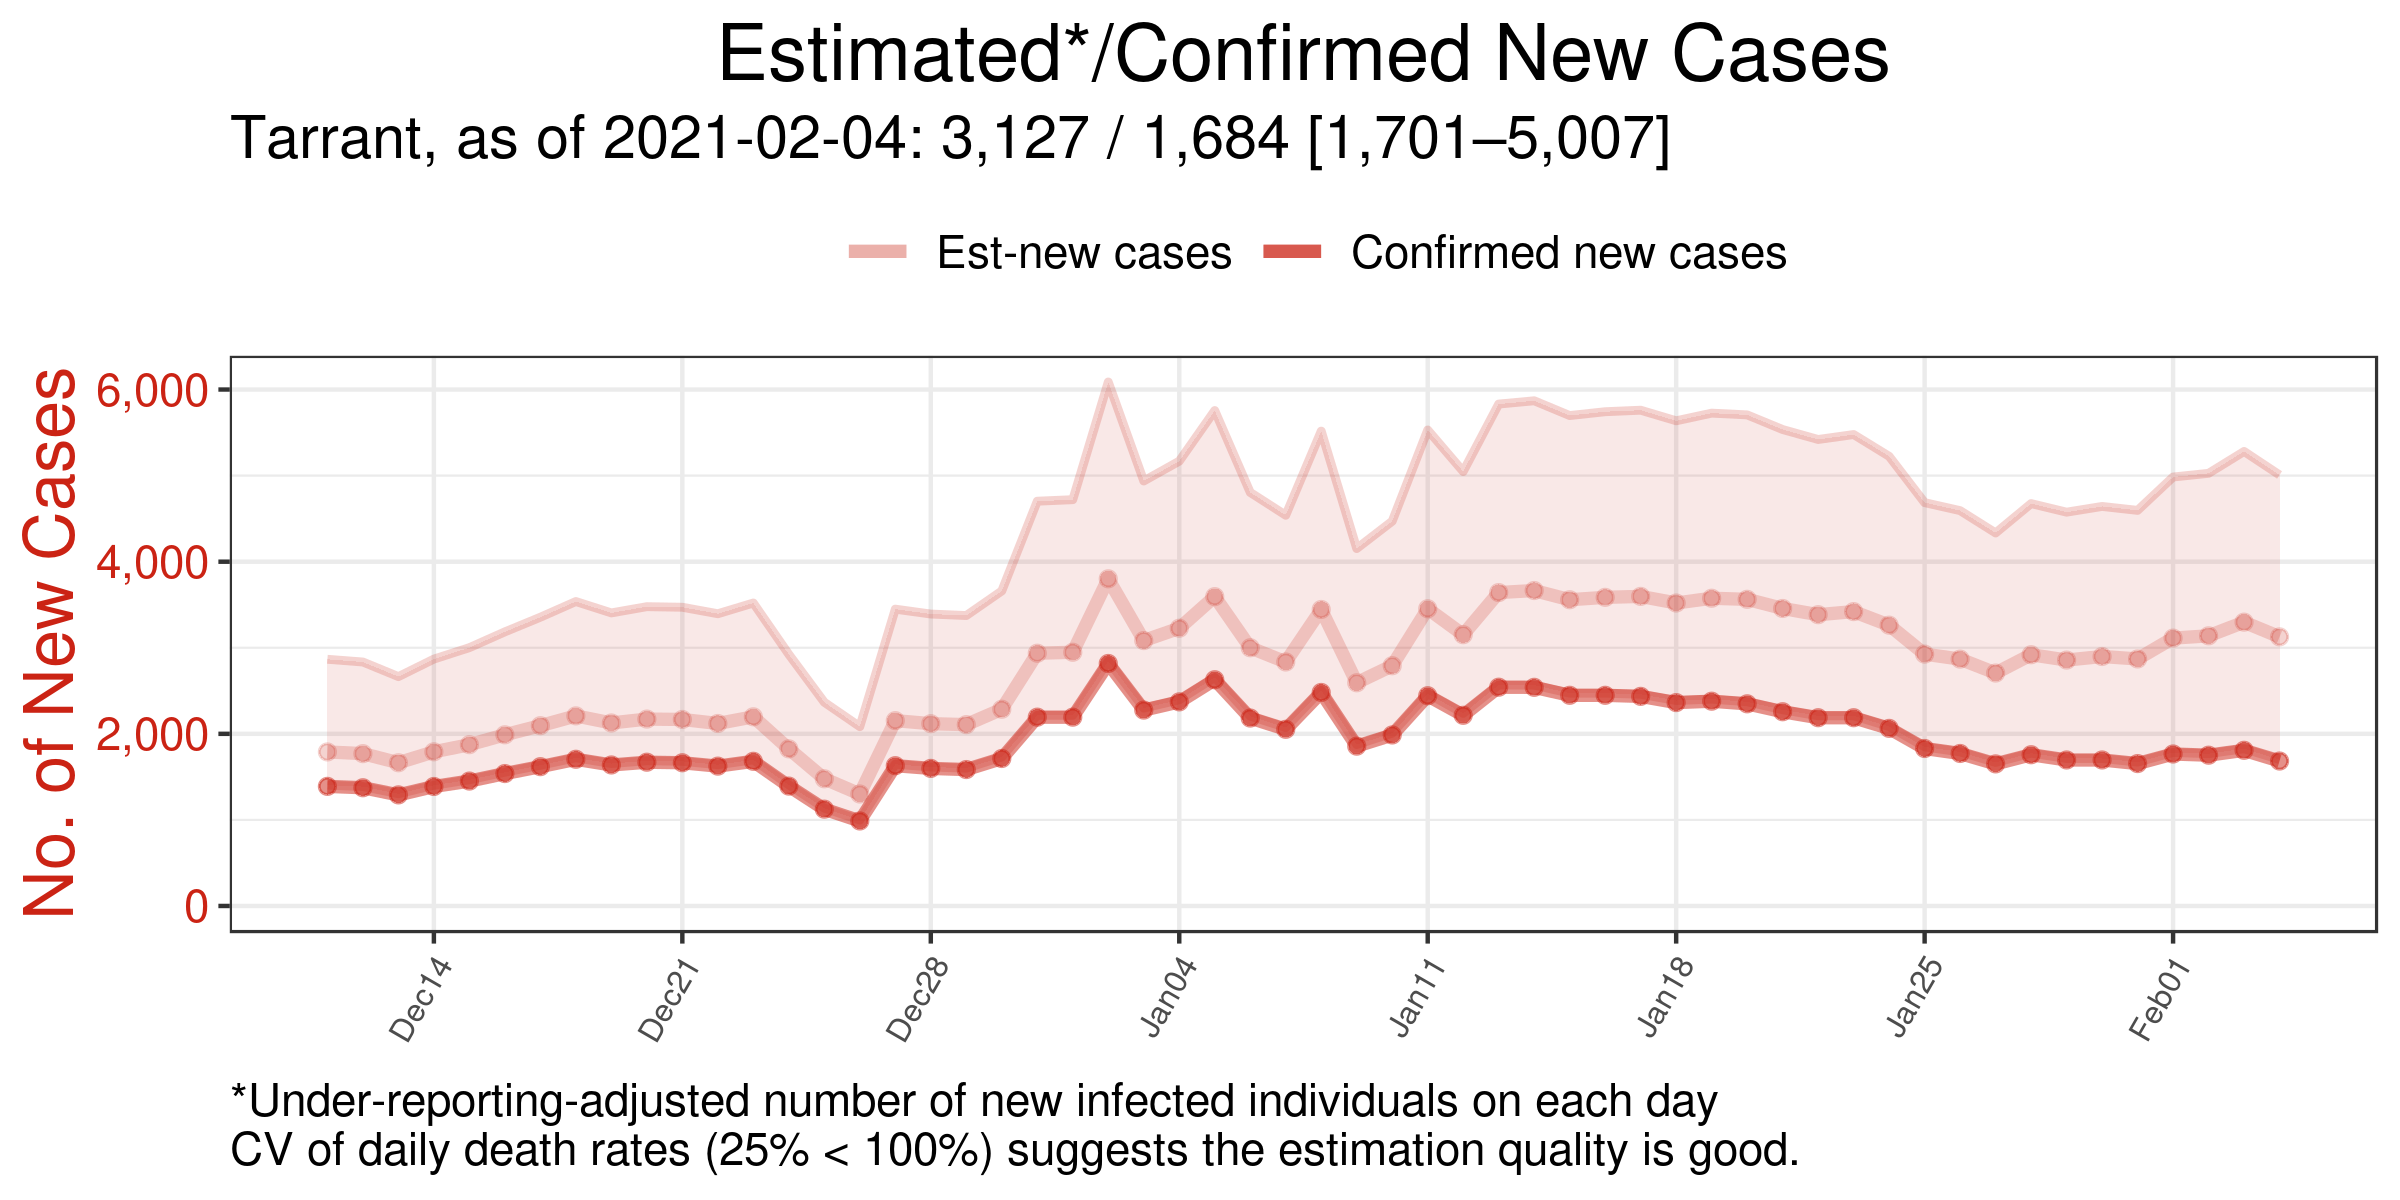 Estimated*/Confirmed New Cases
Tarrant, as of 2021-02-04: 3,127 / 1,684 [1,701–5,007]
Est-new cases
Confirmed new cases
No. of New Cases
6,000
4,000
2,000
0
Dec14
Dec21
Dec28
Jan04
Jan11
Jan18
Jan25
Feb01
*Under-reporting-adjusted number of new infected individuals on each day
CV of daily death rates (25% < 100%) suggests the estimation quality is good.